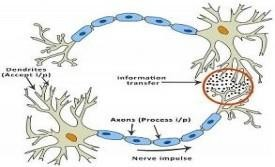 Dendrites
(Accept i/p)
Information
transfer
Axons (Process i/p)
Nerve impulse